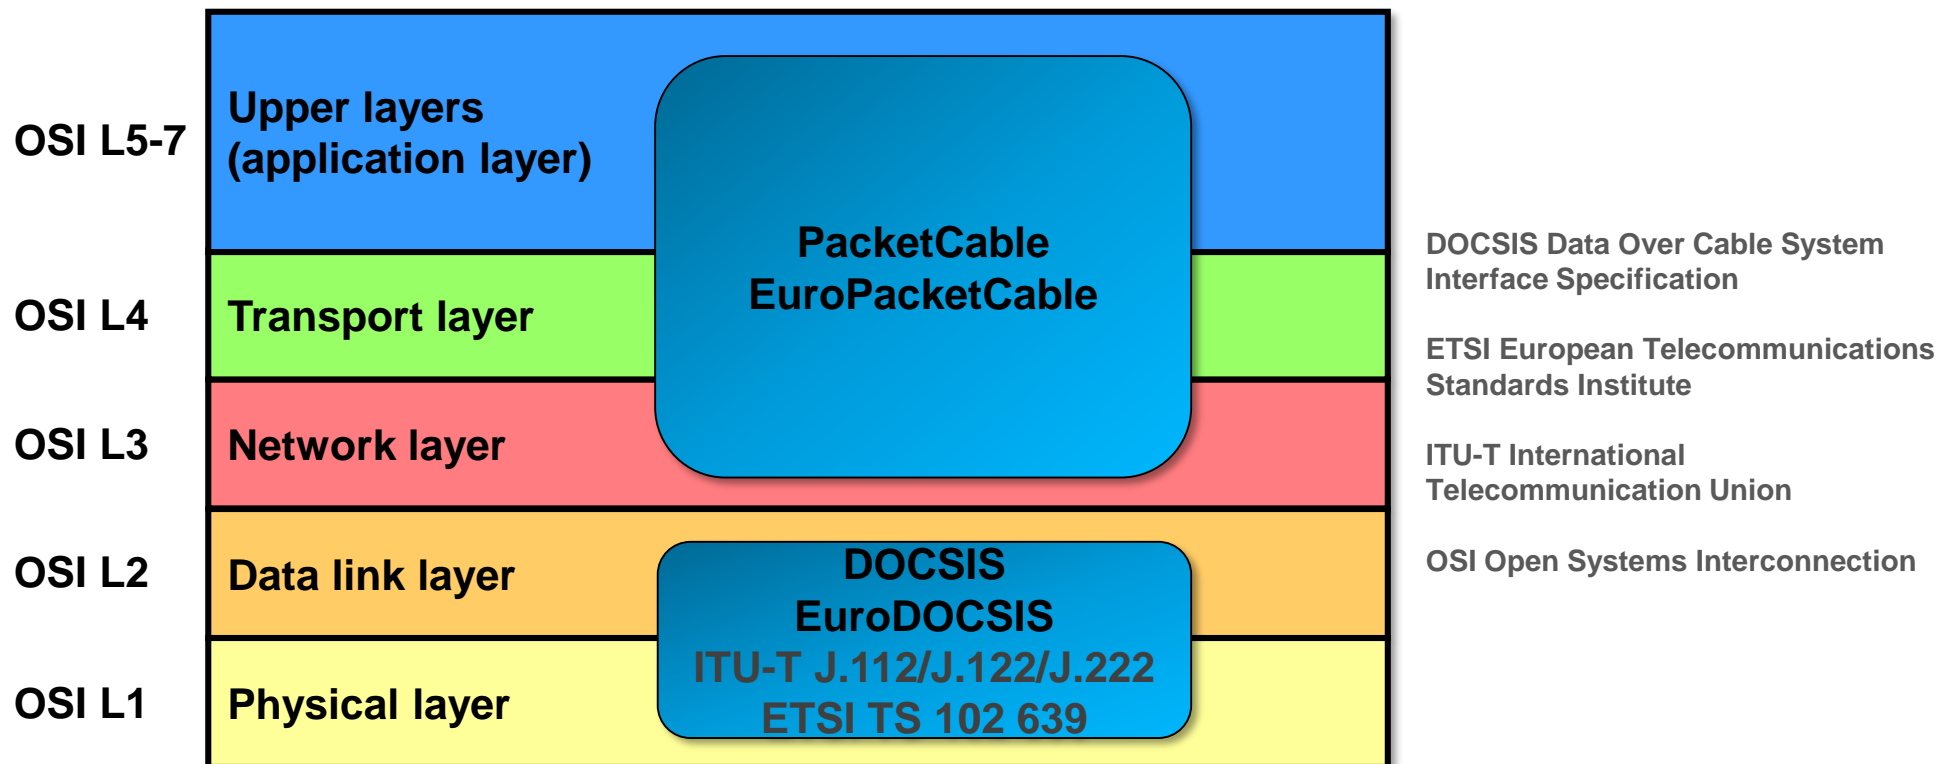 OSI L5-7
Upper layers
(application layer)
PacketCable
EuroPacketCable
OSI L4
Transport layer
OSI L3
Network layer
OSI L2
Data link layer
DOCSIS
EuroDOCSIS
ITU-T J.112/J.122/J.222
ETSI TS 102 639
OSI L1
Physical layer
DOCSIS Data Over Cable System
Interface Specification
ETSI European Telecommunications
Standards Institute
ITU-T International
Telecommunication Union
OSI Open Systems Interconnection